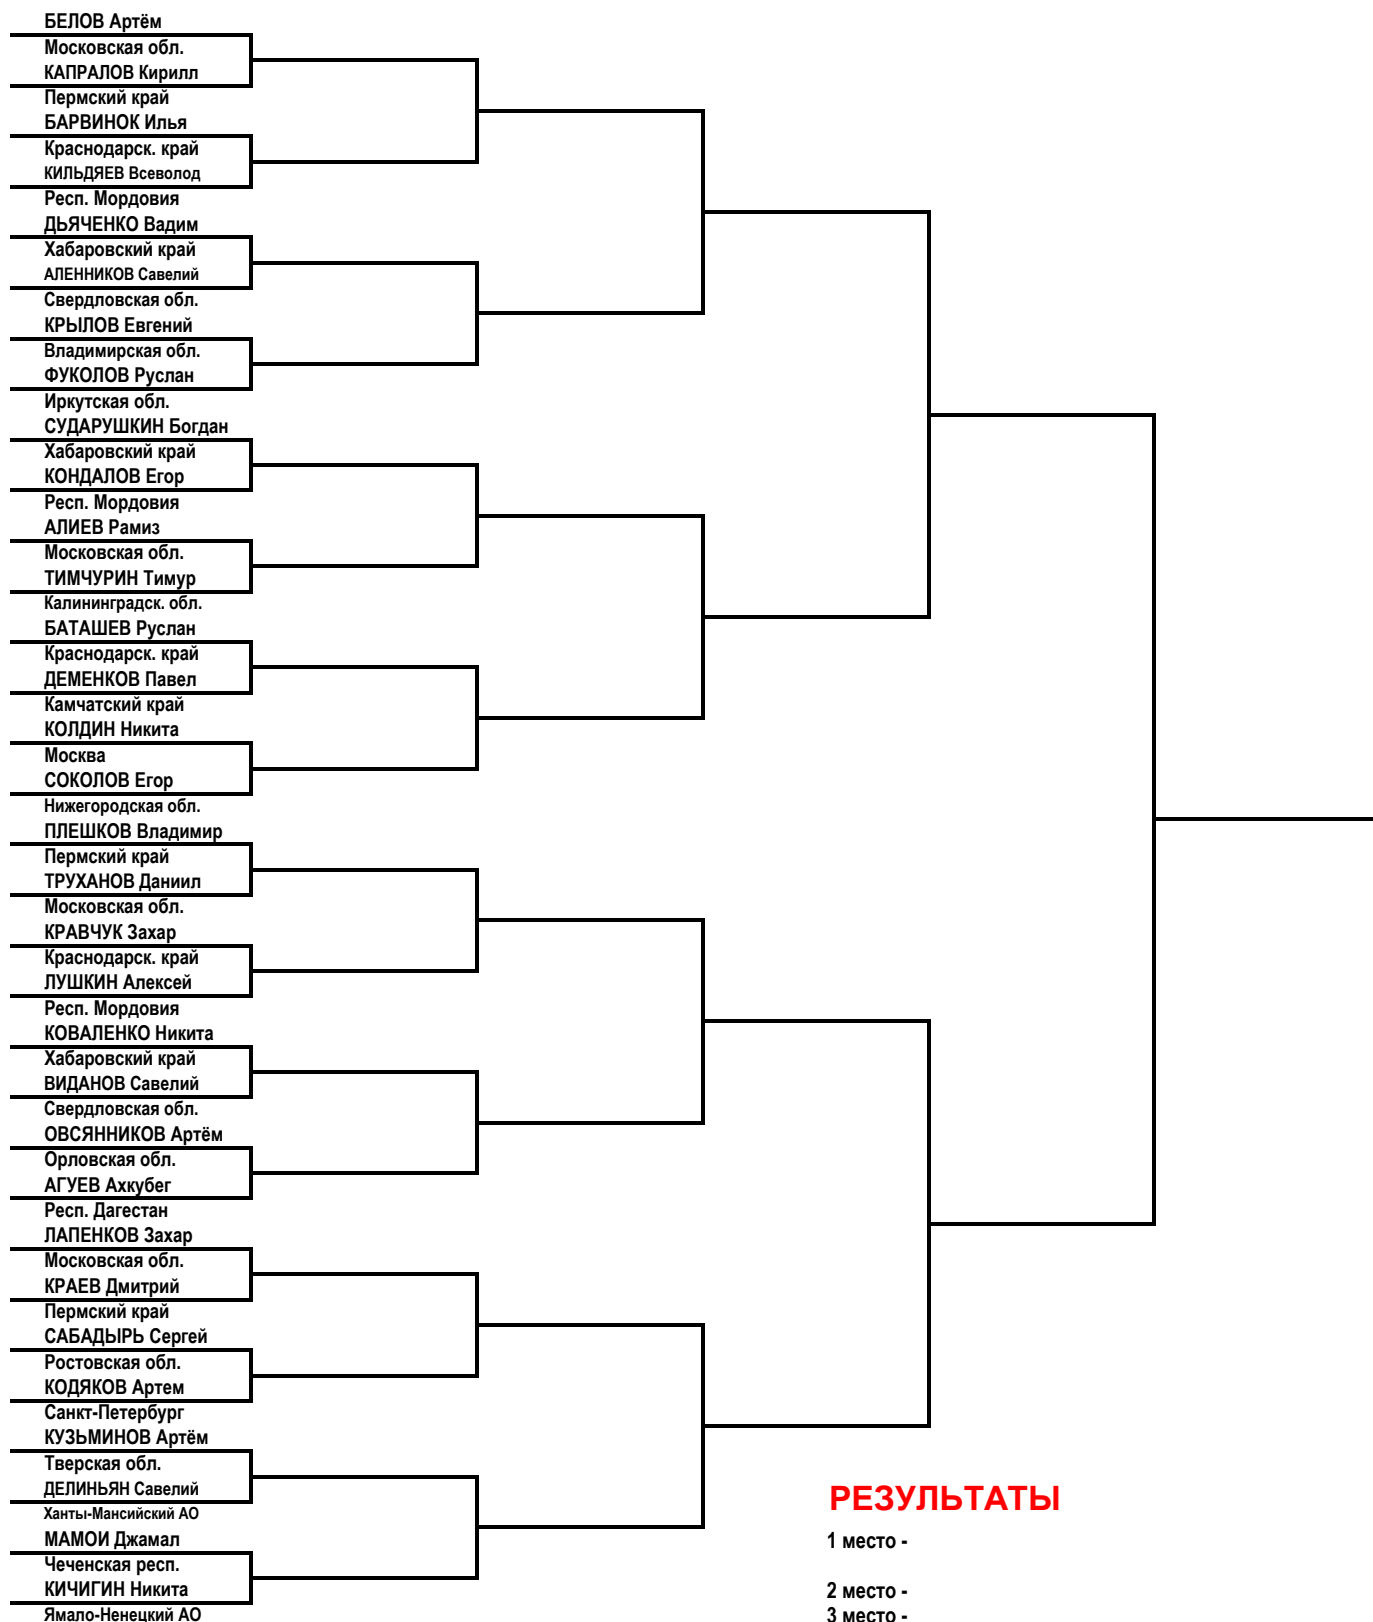 БЕЛОВ Артём
Московская обл.
КАПРАЛОВ Кирилл
Пермский край
БАРВИНОК Илья
Краснодарск. край
КИЛЬДЯЕВ Всеволод
Респ. Мордовия
ДЬЯЧЕНКО Вадим
Хабаровский край
АЛЕННИКОВ Савелий
Свердловская обл.
КРЫЛОВ Евгений
Владимирская обл.
ФУКОЛОВ Руслан
Иркутская обл.
СУДАРУШКИН Богдан
Хабаровский край
КОНДАЛОВ Егор
Респ. Мордовия
АЛИЕВ Рамиз
Московская обл.
ТИМЧУРИН Тимур
Калининградск. обл.
БАТАШЕВ Руслан
Краснодарск. край
ДЕМЕНКОВ Павел
Камчатский край
КОЛДИН Никита
Москва
СОКОЛОВ Егор
Нижегородская обл.
ПЛЕШКОВ Владимир
Пермский край
ТРУХАНОВ Даниил
Московская обл.
КРАВЧУК Захар
Краснодарск. край
ЛУШКИН Алексей
Респ. Мордовия
КОВАЛЕНКО Никита
Хабаровский край
ВИДАНОВ Савелий
Свердловская обл.
ОВСЯННИКОВ Артём
Орловская обл.
АГУЕВ Ахкубег
Респ. Дагестан
ЛАПЕНКОВ Захар
Московская обл.
КРАЕВ Дмитрий
Пермский край
САБАДЫРЬ Сергей
Ростовская обл.
КОДЯКОВ Артем
Санкт-Петербург
КУЗЬМИНОВ Артём
Тверская обл.
ДЕЛИНЬЯН Савелий
Ханты-Мансийский АО
МАМОИ Джамал
Чеченская респ.
КИЧИГИН Никита
Ямало-Ненецкий АО
РЕЗУЛЬТАТЫ
1 место -
2 место -
3 место -